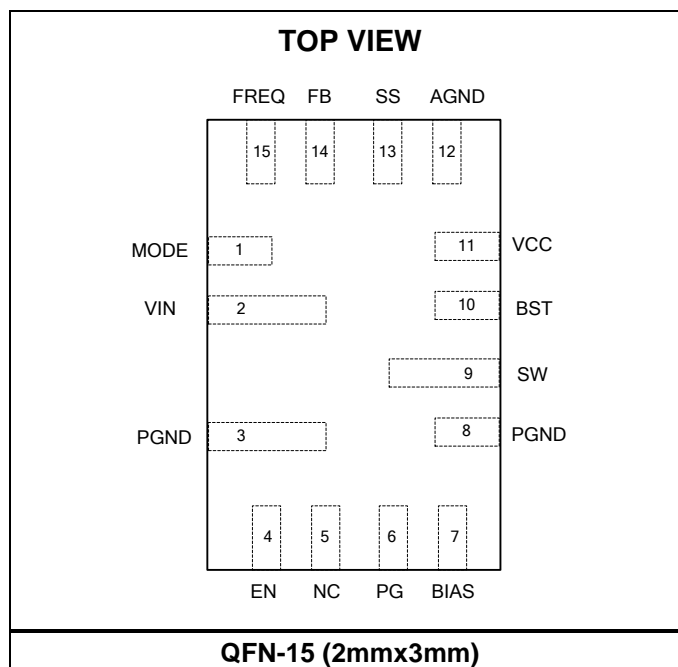 TOP VIEW
FREQ FB SS AGND
15 14 13 12
MODE 1 11 VCC
VIN 2 10 BST
9 SW
PGND 3 8 PGND
4 5 6 7
EN NC PG BIAS
QFN-15 (2mmx3mm)